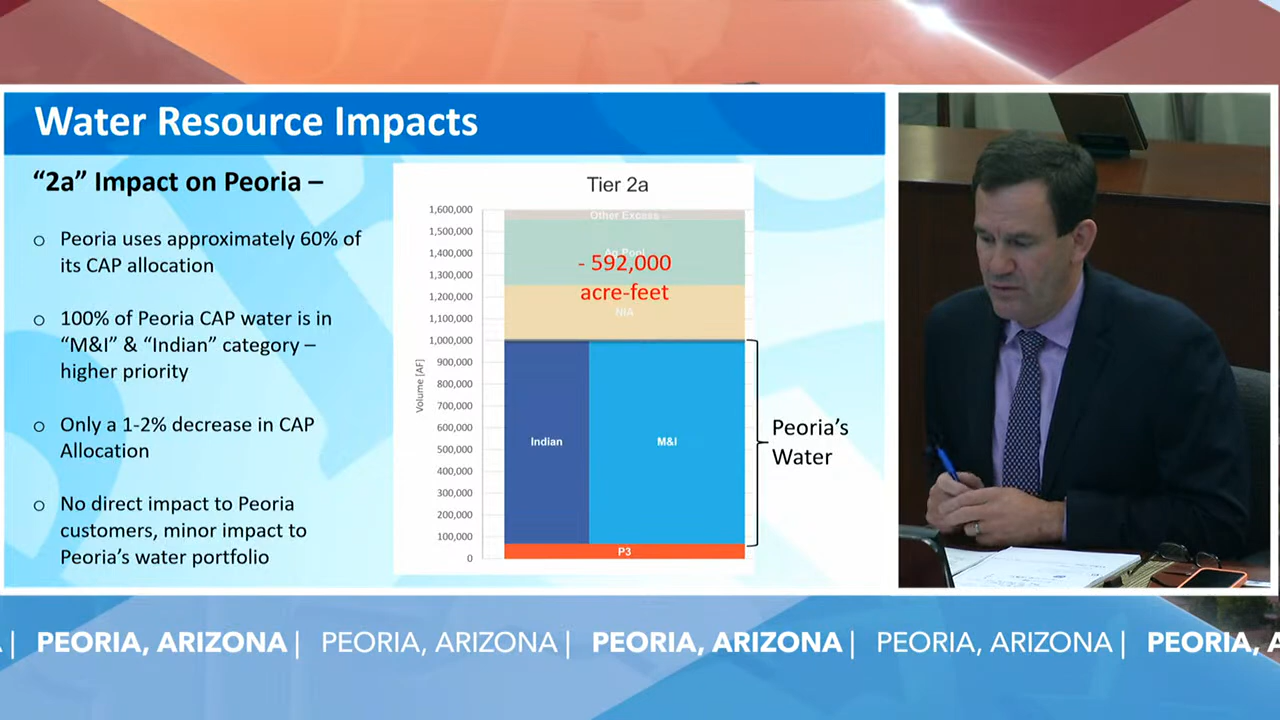 Water Resource Impacts
“2a” Impact on Peoria –
o Peoria uses approximately 60% of
its CAP allocation
o 100% of Peoria CAP water is in
“M&I” & “Indian” category –
higher priority
o Only a 1-2% decrease in CAP
Allocation
o No direct impact to Peoria
customers, minor impact to
Peoria’s water portfolio
Tier 2a
Volume [AF]
1,600,000
1,500,000
1,400,000
1,300,000
1,200,000
1,100,000
1,000,000
900,000
800,000
700,000
600,000
500,000
400,000
300,000
200,000
100,000
0
Other Excess
Ag Pool
- 592,000
acre-feet
NIA
Indian
M&I
P3
Peoria’s
Water
| PEORIA, ARIZONA | PEORIA, ARIZONA | PEORIA, ARIZONA | PEORIA, ARIZONA | PEORIA, A